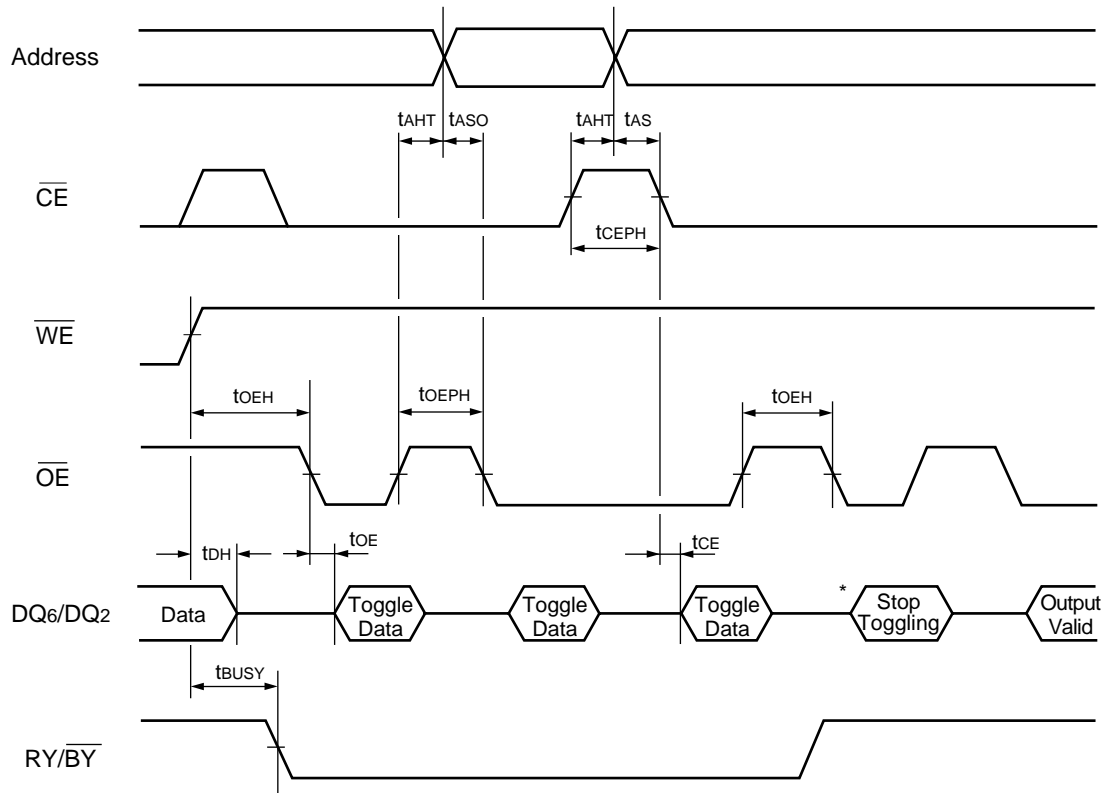 Address
tAHT tASO tAHT tAS
CE
tCEPH
WE
tOEH tOEPH tOEH
OE
tDH tOE tCE
DQ6/DQ2 Data Toggle Data Toggle Data Toggle Data * Stop Toggling Output Valid
tBUSY
RY/BY